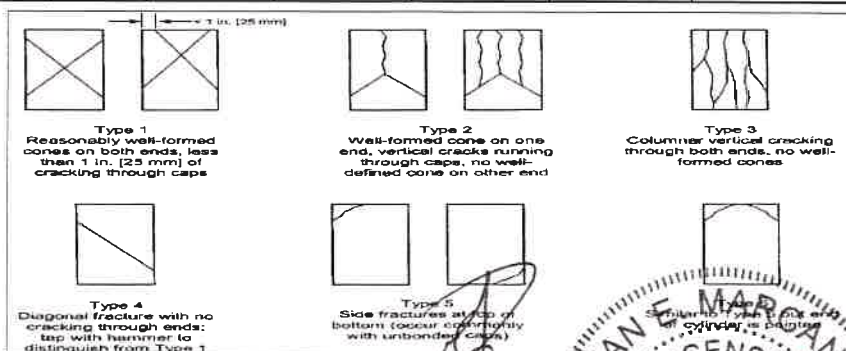 < 1 in. [25 mm]
Type 1
Reasonably well-formed
cones on both ends, less
than 1 in. [25 mm] of
cracking through caps
Type 2
Well-formed cone on one
end, vertical cracks running
through caps, no well-
defined cone on other end
Type 3
Columnar vertical cracking
through both ends, no well-
formed cones
Type 4
Diagonal fracture with no
cracking through ends;
tap with hammer to
distinguish from Type 1
Type 5
Side fractures at top or
bottom (occur commonly
with unbonded caps)
Type 6
Similar to Type 5 but end
of cylinder is pointed
AN E. MAR
CENS